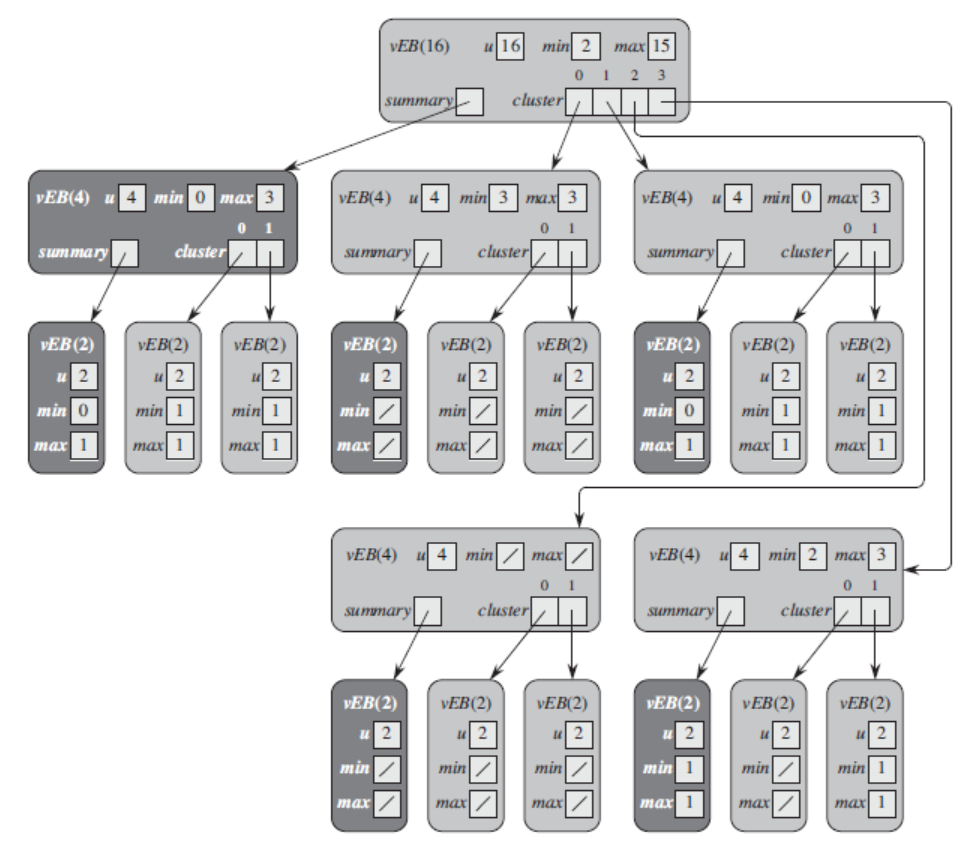 vEB(16) u 16 min 2 max 15
0 1 2 3
summary cluster
vEB(4) u 4 min 0 max 3
0 1
summary cluster
vEB(4) u 4 min 3 max 3
0 1
summary cluster
vEB(4) u 4 min 0 max 3
0 1
summary cluster
vEB(2) vEB(2) vEB(2) vEB(2) vEB(2) vEB(2) vEB(2) vEB(2) vEB(2)
u 2 u 2 u 2 u 2 u 2 u 2 u 2 u 2 u 2
min 0 min 1 min 1 min / min / min / min 0 min 1 min 1
max 1 max 1 max 1 max / max / max / max 1 max 1 max 1
vEB(4) u 4 min / max /
0 1
summary cluster
vEB(4) u 4 min 2 max 3
0 1
summary cluster
vEB(2) vEB(2) vEB(2) vEB(2) vEB(2) vEB(2)
u 2 u 2 u 2 u 2 u 2 u 2
min / min / min / min 1 min / min 1
max / max / max / max 1 max / max 1